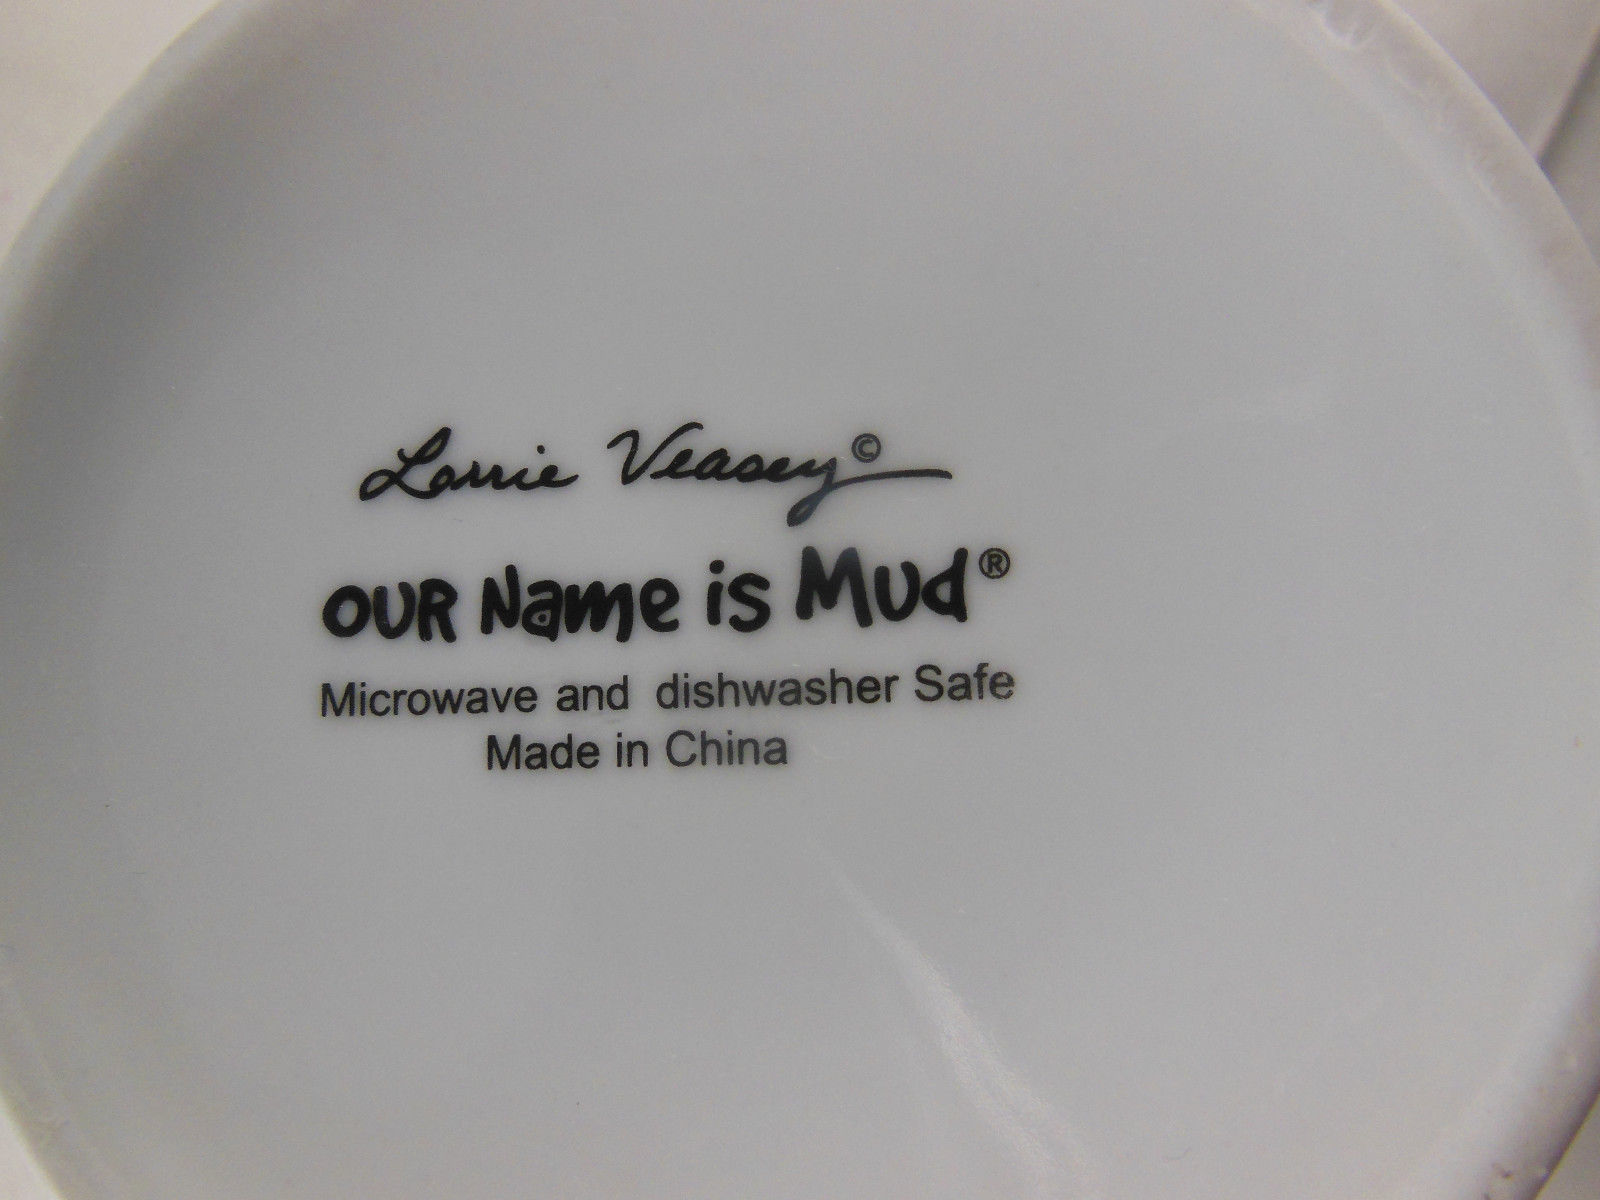 Lorrie Veasey©
OUR Name is Mud®
Microwave and dishwasher Safe
Made in China